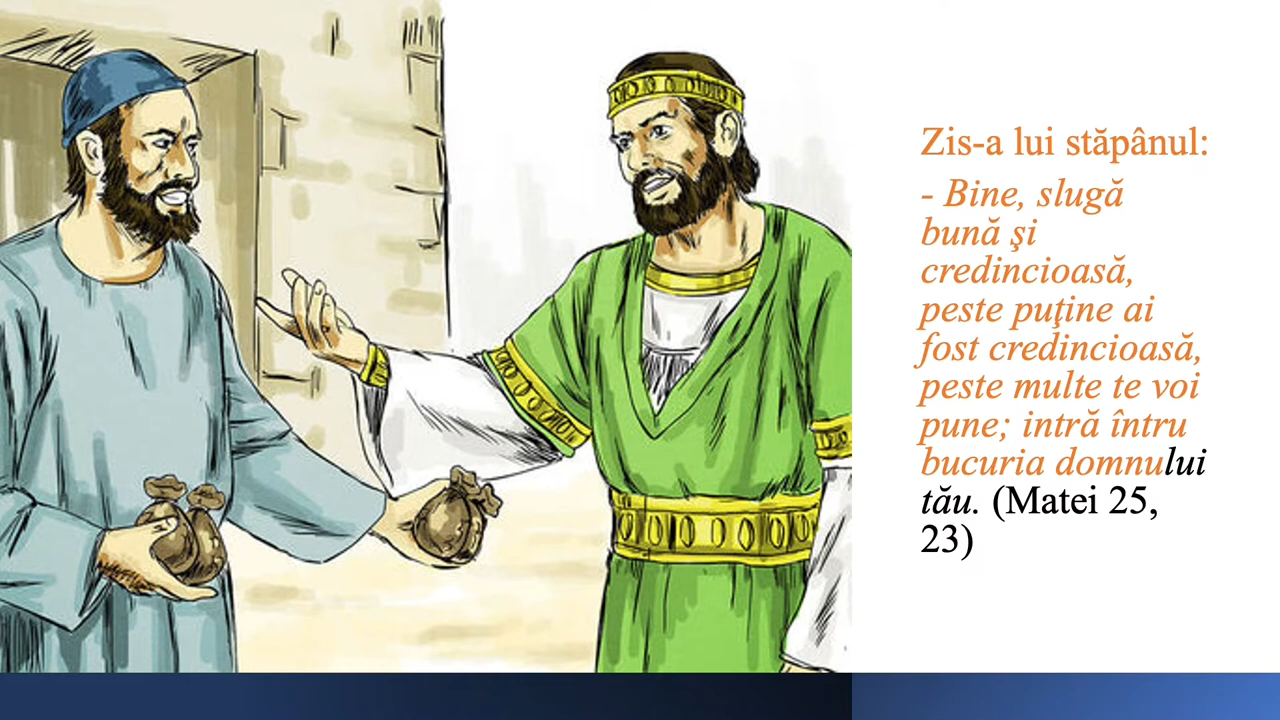 Zis-a lui stăpânul:
- Bine, slugă
bună şi
credincioasă,
peste puţine ai
fost credincioasă,
peste multe te voi
pune; intră întru
bucuria domnului
tău. (Matei 25,
23)